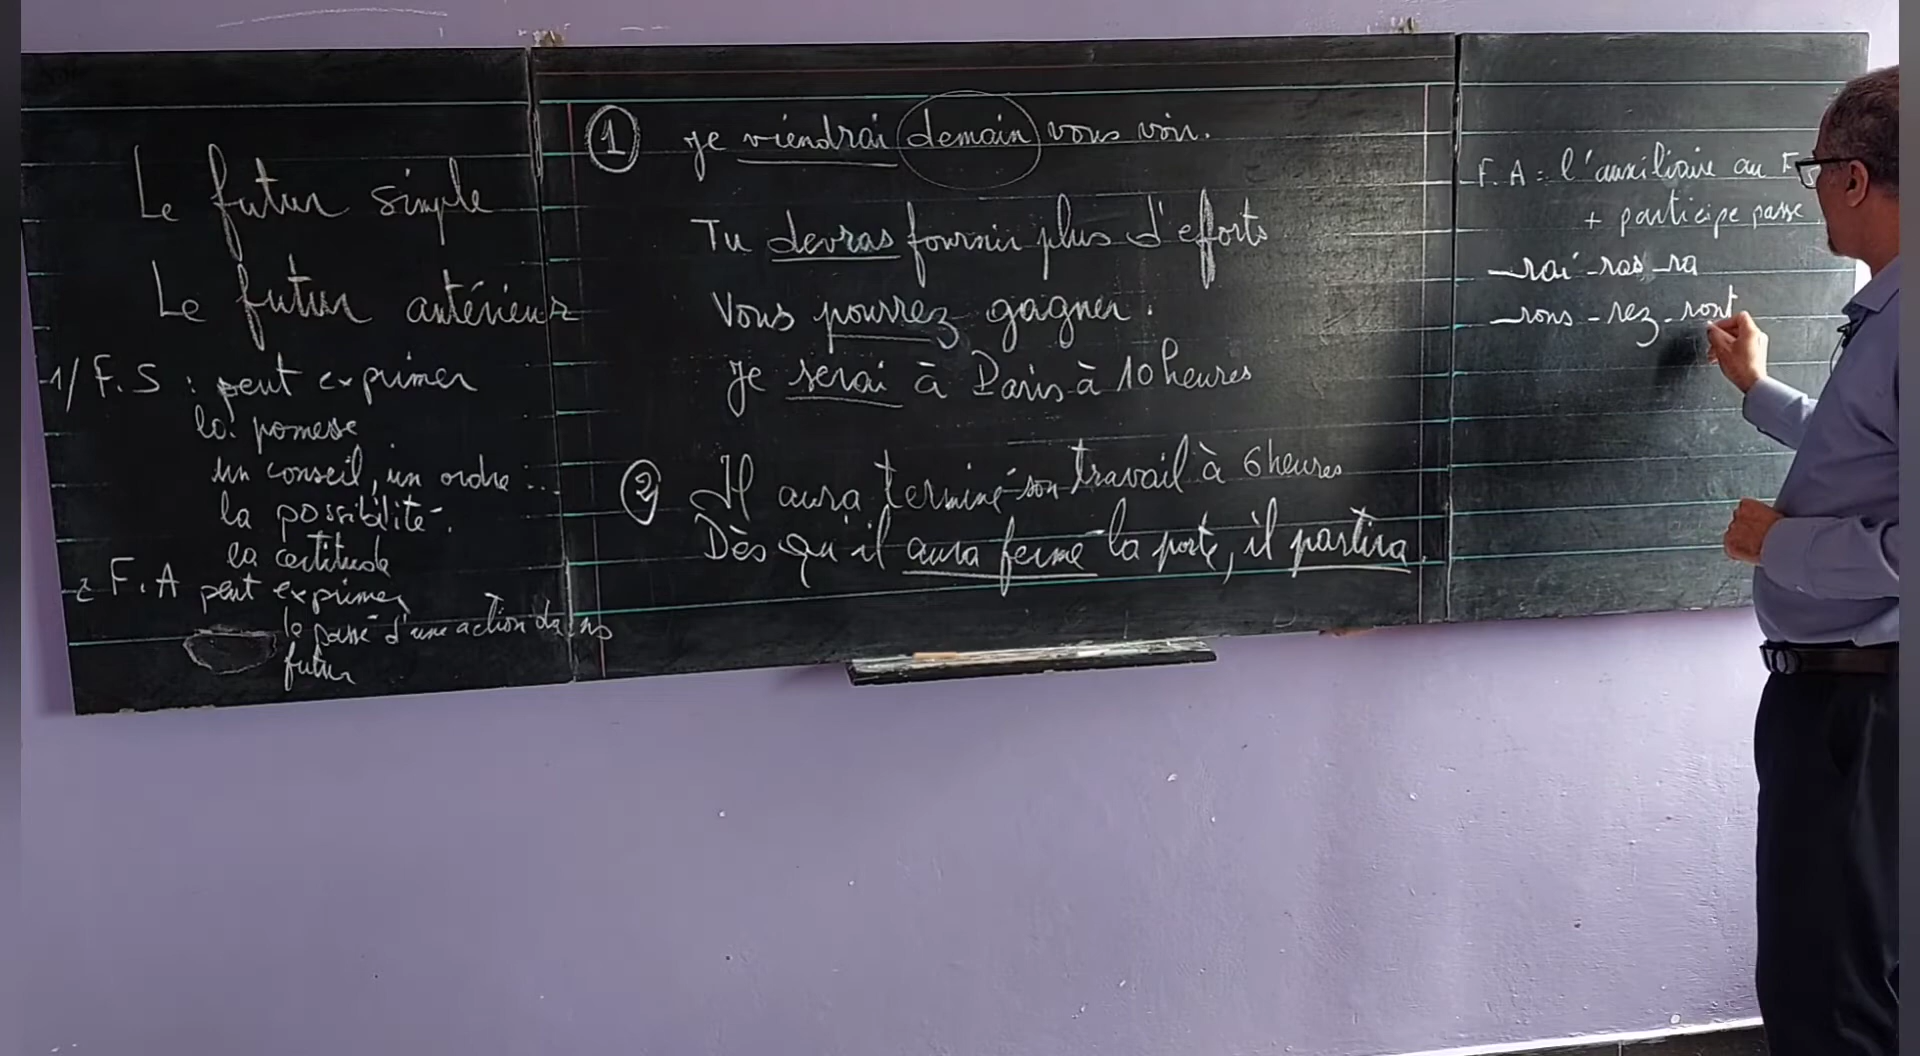 Le futur simple
Le futur antérieur
1/ F.S : peut exprimer
la pomesse
un conseil, un ordre ...
la possibilité.
la certitude
2 F.A peut exprimer
le passé d'une action dans
futur
1 Je viendrai demain vous voir.
Tu devras fournir plus d'eforts
Vous pourrez gagner.
Je serai à Paris à 10 heures
2 Il aura terminé son travail à 6 heures
Dès qu'il aura fermé la porte, il partira.
F.A = l'auxiliaire au F S
+ participe passé
-rai -ras -ra
-rons -rez -ront